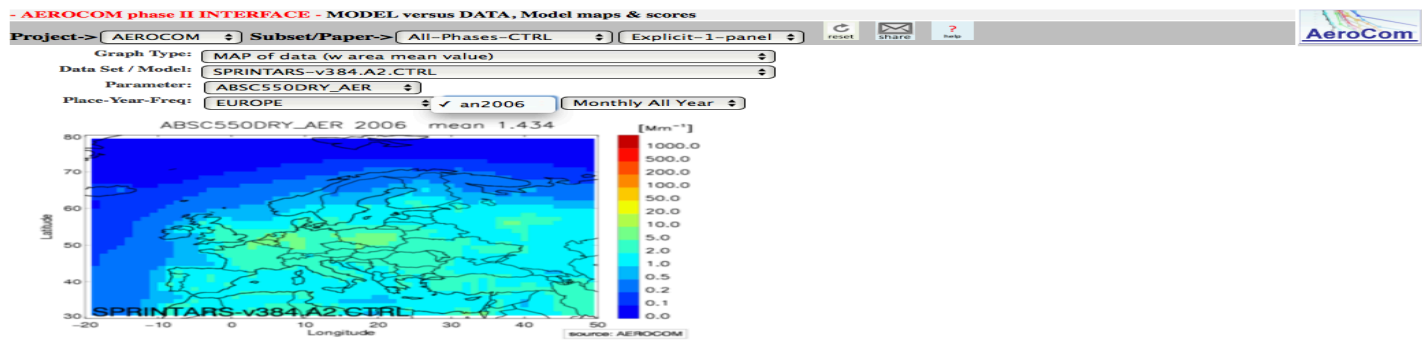 - AEROCOM phase II INTERFACE - MODEL versus DATA, Model maps & scores
Project-> AEROCOM Subset/Paper-> All-Phases-CTRL Explicit-1-panel reset share ? help AeroCom
Graph Type: MAP of data (w area mean value)
Data Set / Model: SPRINTARS-v384.A2.CTRL
Parameter: ABSC550DRY_AER
Place-Year-Freq: EUROPE ✓ an2006 Monthly All Year
ABSC550DRY_AER 2006 mean 1.434 [Mm⁻¹]
80
70
60
50
40
30
Latitude
1000.0
500.0
200.0
100.0
50.0
20.0
10.0
5.0
2.0
1.0
0.5
0.2
0.1
0.0
SPRINTARS-v384.A2.CTRL
-20 -10 0 10 20 30 40 50
Longitude
source: AEROCOM